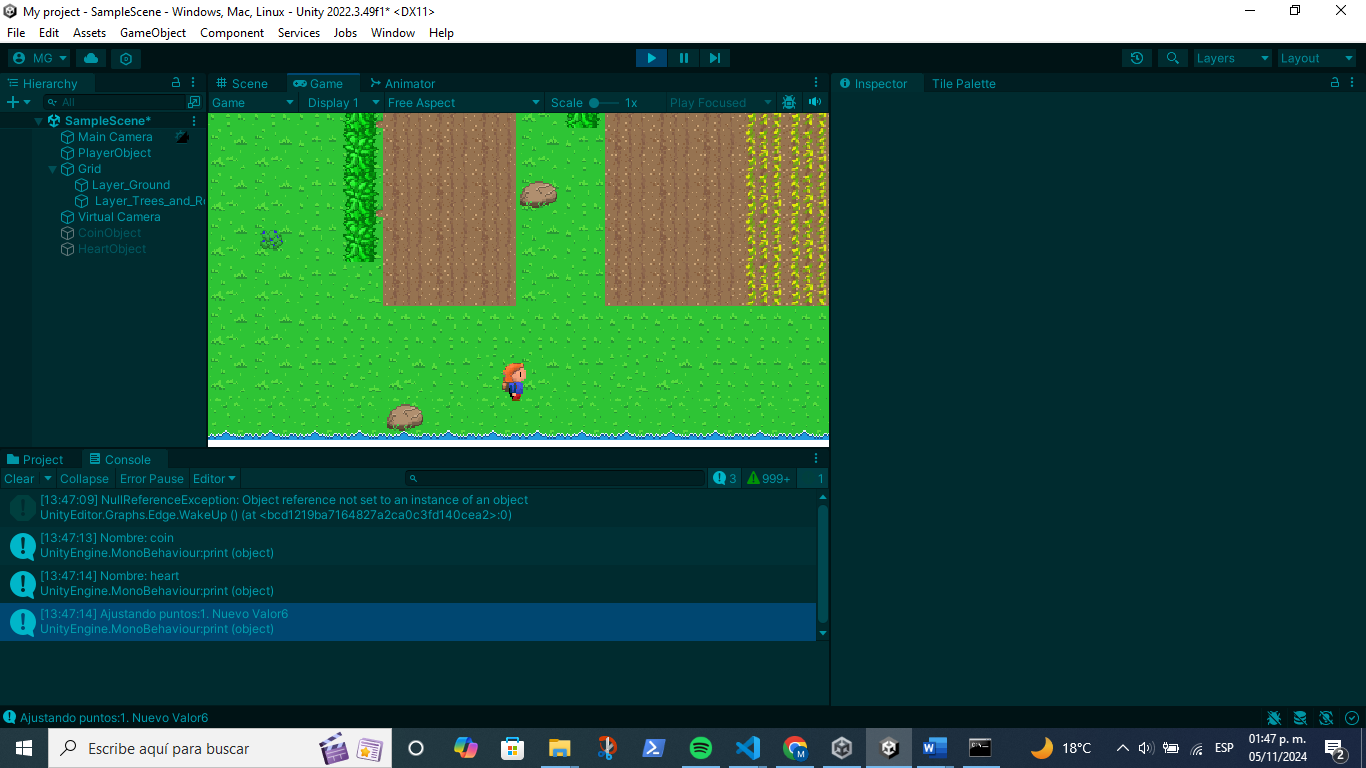 My project - SampleScene - Windows, Mac, Linux - Unity 2022.3.49f1* <DX11>
File Edit Assets GameObject Component Services Jobs Window Help
MG Layers Layout
Hierarchy Scene Game Animator Inspector Tile Palette
All Game Display 1 Free Aspect Scale 1x Play Focused
SampleScene*
Main Camera
PlayerObject
Grid
Layer_Ground
Layer_Trees_and_R
Virtual Camera
CoinObject
HeartObject
Project Console
Clear Collapse Error Pause Editor 3 999+ 1
[13:47:09] NullReferenceException: Object reference not set to an instance of an object
UnityEditor.Graphs.Edge.WakeUp () (at <bcd1219ba7164827a2ca0c3fd140cea2>:0)
[13:47:13] Nombre: coin
UnityEngine.MonoBehaviour:print (object)
[13:47:14] Nombre: heart
UnityEngine.MonoBehaviour:print (object)
[13:47:14] Ajustando puntos:1. Nuevo Valor6
UnityEngine.MonoBehaviour:print (object)
Ajustando puntos:1. Nuevo Valor6
Escribe aquí para buscar 18°C ESP 01:47 p. m.
05/11/2024 2